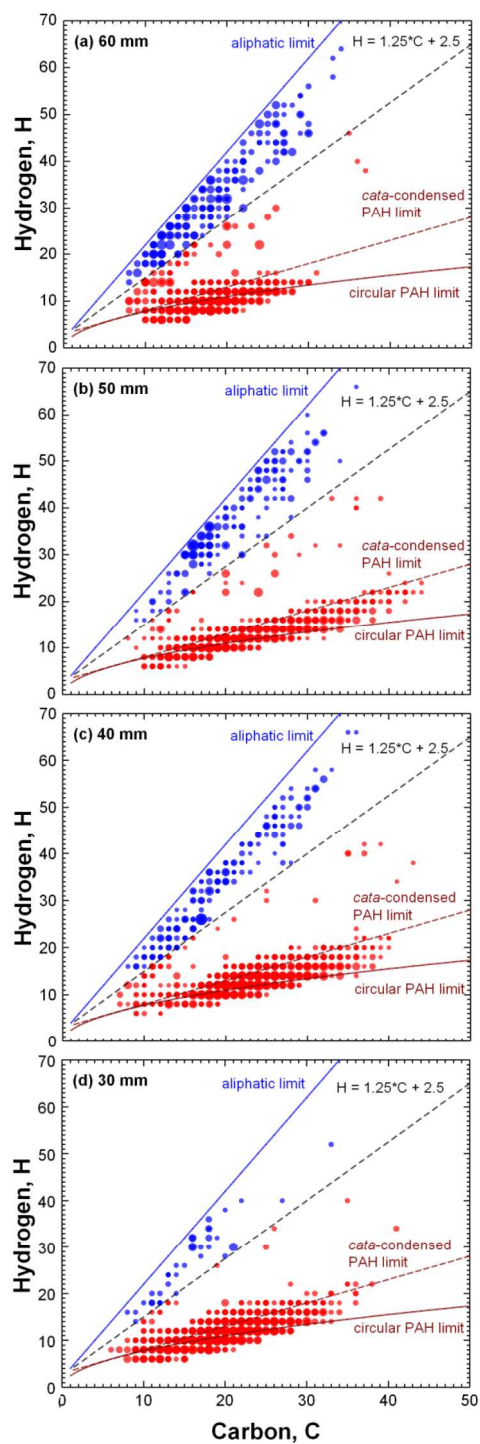 70
(a) 60 mm
aliphatic limit
H = 1.25*C + 2.5
60
50
40
30
20
10
0
Hydrogen, H
cata-condensed
PAH limit
circular PAH limit
70
(b) 50 mm
aliphatic limit
H = 1.25*C + 2.5
60
50
40
30
20
10
0
Hydrogen, H
cata-condensed
PAH limit
circular PAH limit
70
(c) 40 mm
aliphatic limit
H = 1.25*C + 2.5
60
50
40
30
20
10
0
Hydrogen, H
cata-condensed
PAH limit
circular PAH limit
70
(d) 30 mm
aliphatic limit
H = 1.25*C + 2.5
60
50
40
30
20
10
0
Hydrogen, H
cata-condensed
PAH limit
circular PAH limit
0 10 20 30 40 50
Carbon, C